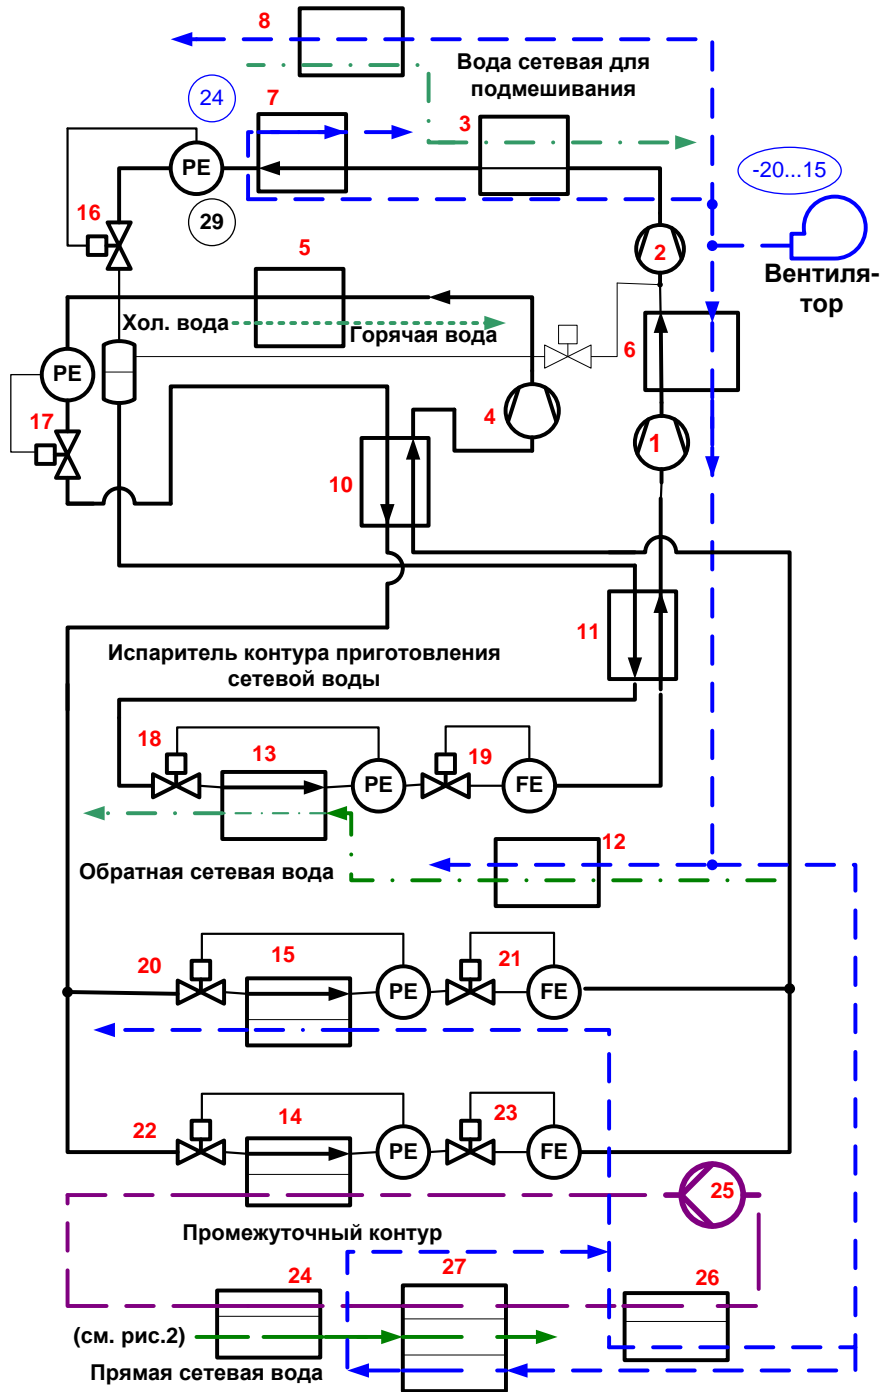 8
Вода сетевая для
подмешивания
24
7
3
-20...15
PE
16
29
2
Вентиля-
тор
5
Хол. вода
Горячая вода
6
PE
17
4
1
10
11
Испаритель контура приготовления
сетевой воды
18
13
19
PE
FE
12
Обратная сетевая вода
20
15
21
PE
FE
22
14
23
PE
FE
25
Промежуточный контур
24
27
26
(см. рис.2)
Прямая сетевая вода